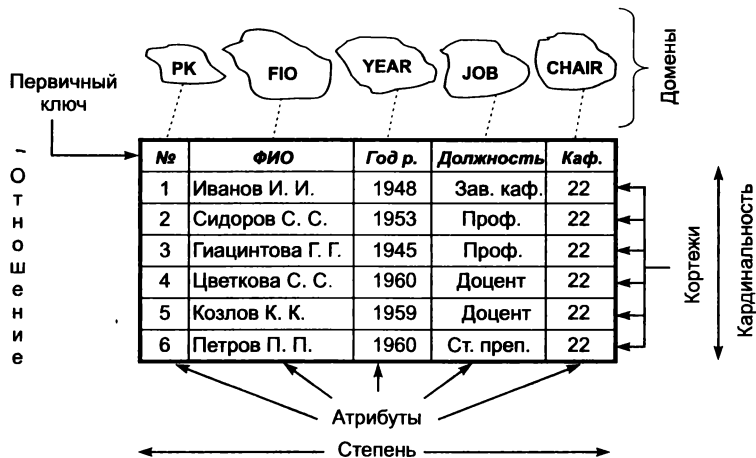 PK FIO YEAR JOB CHAIR
Домены
Первичный
ключ
№ ФИО Год р. Должность Каф.
1 Иванов И. И. 1948 Зав. каф. 22
2 Сидоров С. С. 1953 Проф. 22
3 Гиацинтова Г. Г. 1945 Проф. 22
4 Цветкова С. С. 1960 Доцент 22
5 Козлов К. К. 1959 Доцент 22
6 Петров П. П. 1960 Ст. преп. 22
Отношение
Кортежи
Кардинальность
Атрибуты
Степень